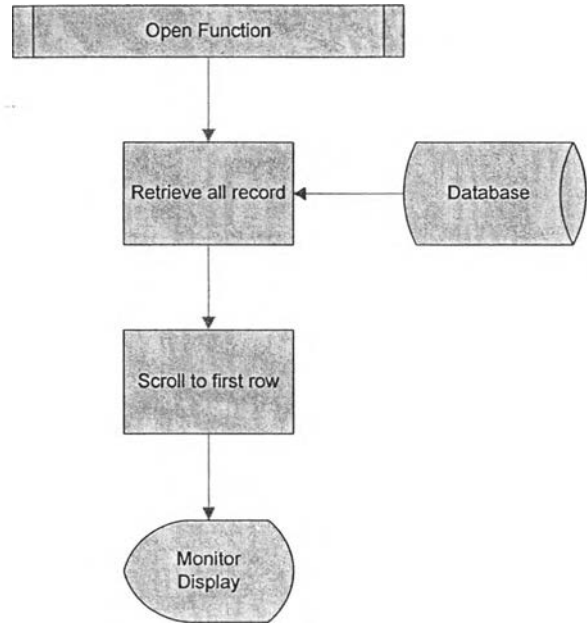 Open Function
Retrieve all record
Database
Scroll to first row
Monitor
Display